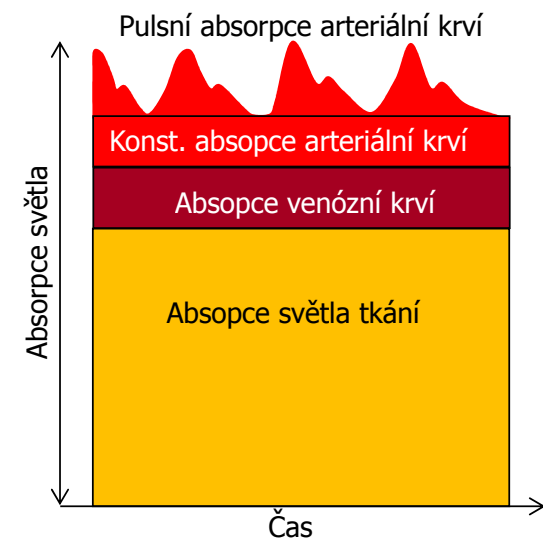 Pulsní absorpce arteriální krví
Konst. absopce arteriální krví
Absopce venózní krví
Absopce světla tkání
Absorpce světla
Čas